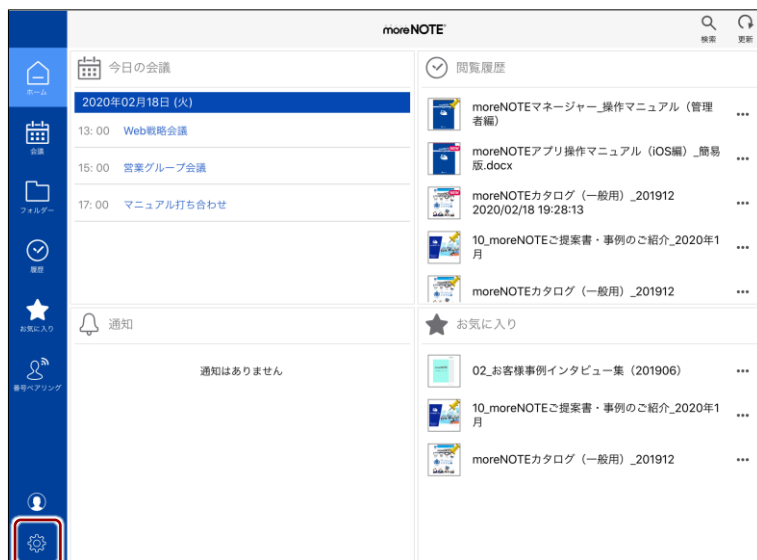 moreNOTE
検索
更新
ホーム
会議
フォルダー
履歴
お気に入り
番号ペアリング
今日の会議
2020年02月18日 (火)
13: 00 Web戦略会議
15: 00 営業グループ会議
17: 00 マニュアル打ち合わせ
閲覧履歴
moreNOTEマネージャー_操作マニュアル（管理
者編）
moreNOTEアプリ操作マニュアル（iOS編）_簡易
版.docx
moreNOTEカタログ（一般用）_201912
2020/02/18 19:28:13
10_moreNOTEご提案書・事例のご紹介_2020年1
月
moreNOTEカタログ（一般用）_201912
通知
通知はありません
お気に入り
02_お客様事例インタビュー集（201906）
10_moreNOTEご提案書・事例のご紹介_2020年1
月
moreNOTEカタログ（一般用）_201912